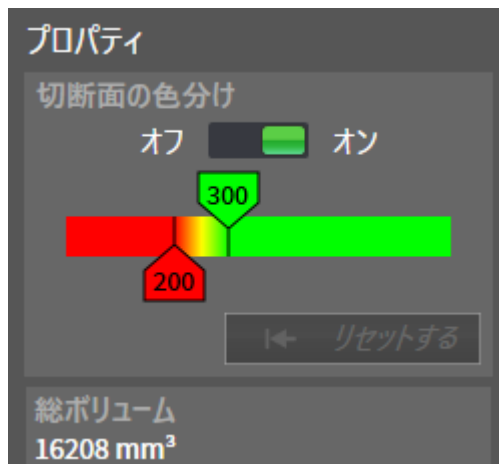 プロパティ
切断面の色分け
オフ オン
300
200
リセットする
総ボリューム
16208 mm³